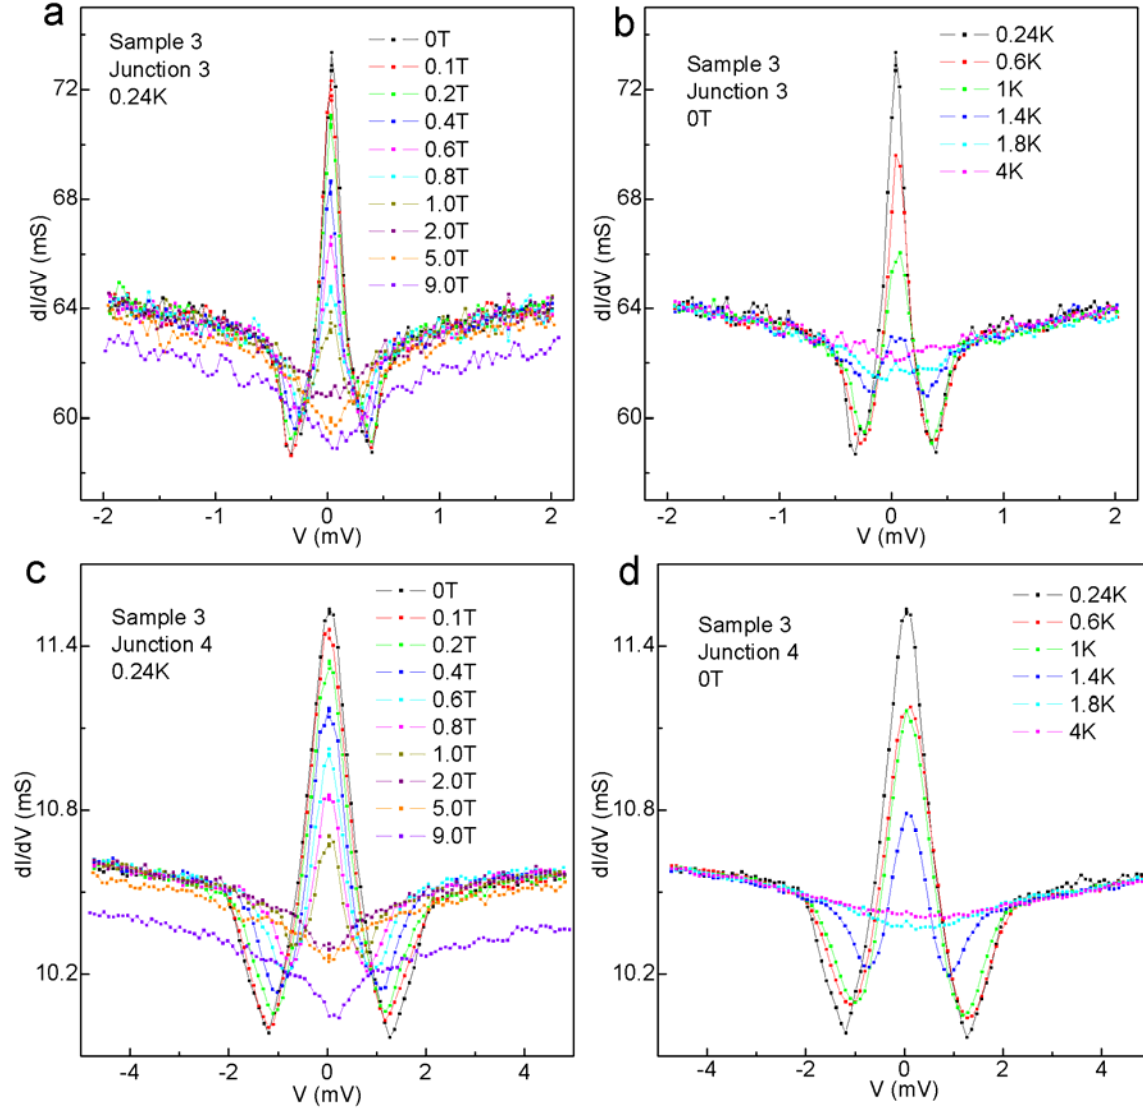 a
Sample 3
Junction 3
0.24K
0T
0.1T
0.2T
0.4T
0.6T
0.8T
1.0T
2.0T
5.0T
9.0T
72
68
64
60
dI/dV (mS)
-2
-1
0
1
2
V (mV)
b
Sample 3
Junction 3
0T
0.24K
0.6K
1K
1.4K
1.8K
4K
72
68
64
60
dI/dV (mS)
-2
-1
0
1
2
V (mV)
c
Sample 3
Junction 4
0.24K
0T
0.1T
0.2T
0.4T
0.6T
0.8T
1.0T
2.0T
5.0T
9.0T
11.4
10.8
10.2
dI/dV (mS)
-4
-2
0
2
4
V (mV)
d
Sample 3
Junction 4
0T
0.24K
0.6K
1K
1.4K
1.8K
4K
11.4
10.8
10.2
dI/dV (mS)
-4
-2
0
2
4
V (mV)